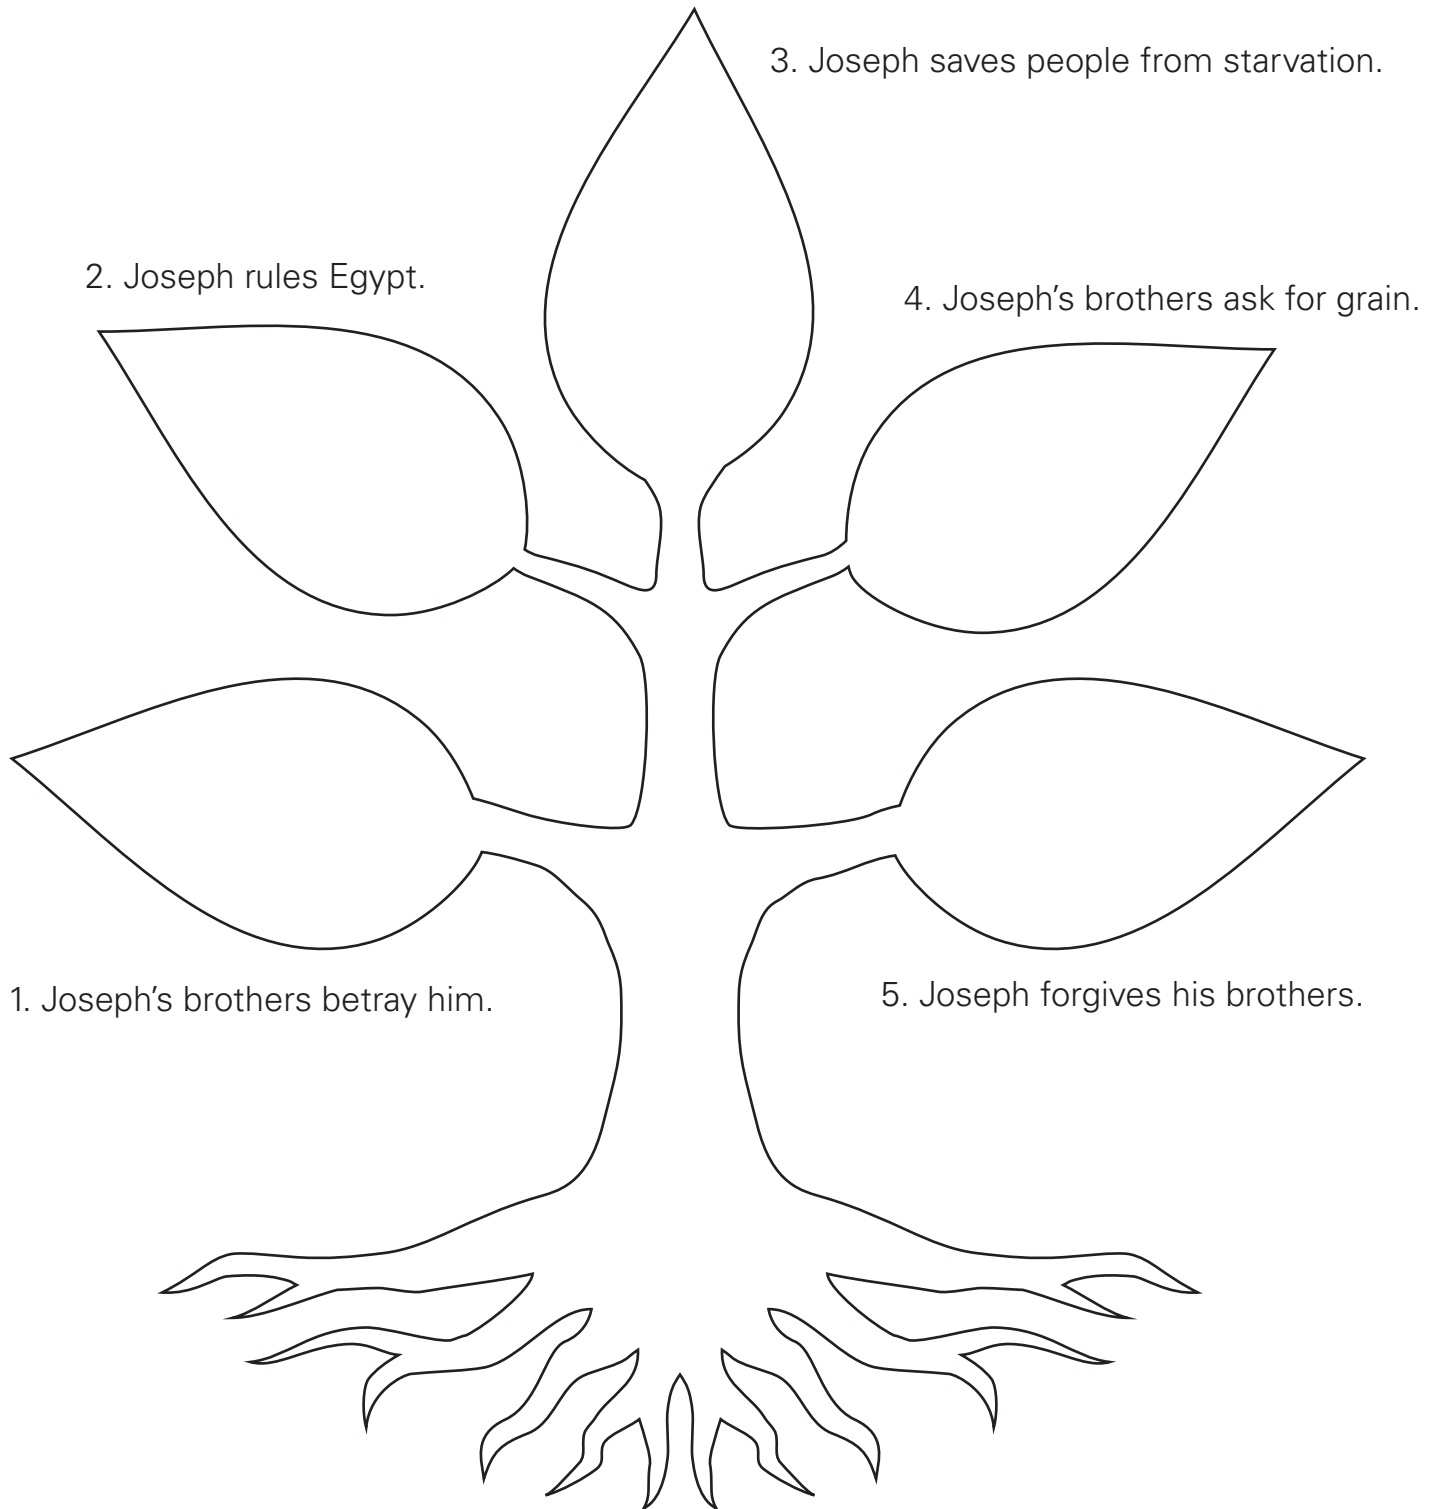 3. Joseph saves people from starvation.
2. Joseph rules Egypt.
4. Joseph's brothers ask for grain.
1. Joseph's brothers betray him.
5. Joseph forgives his brothers.